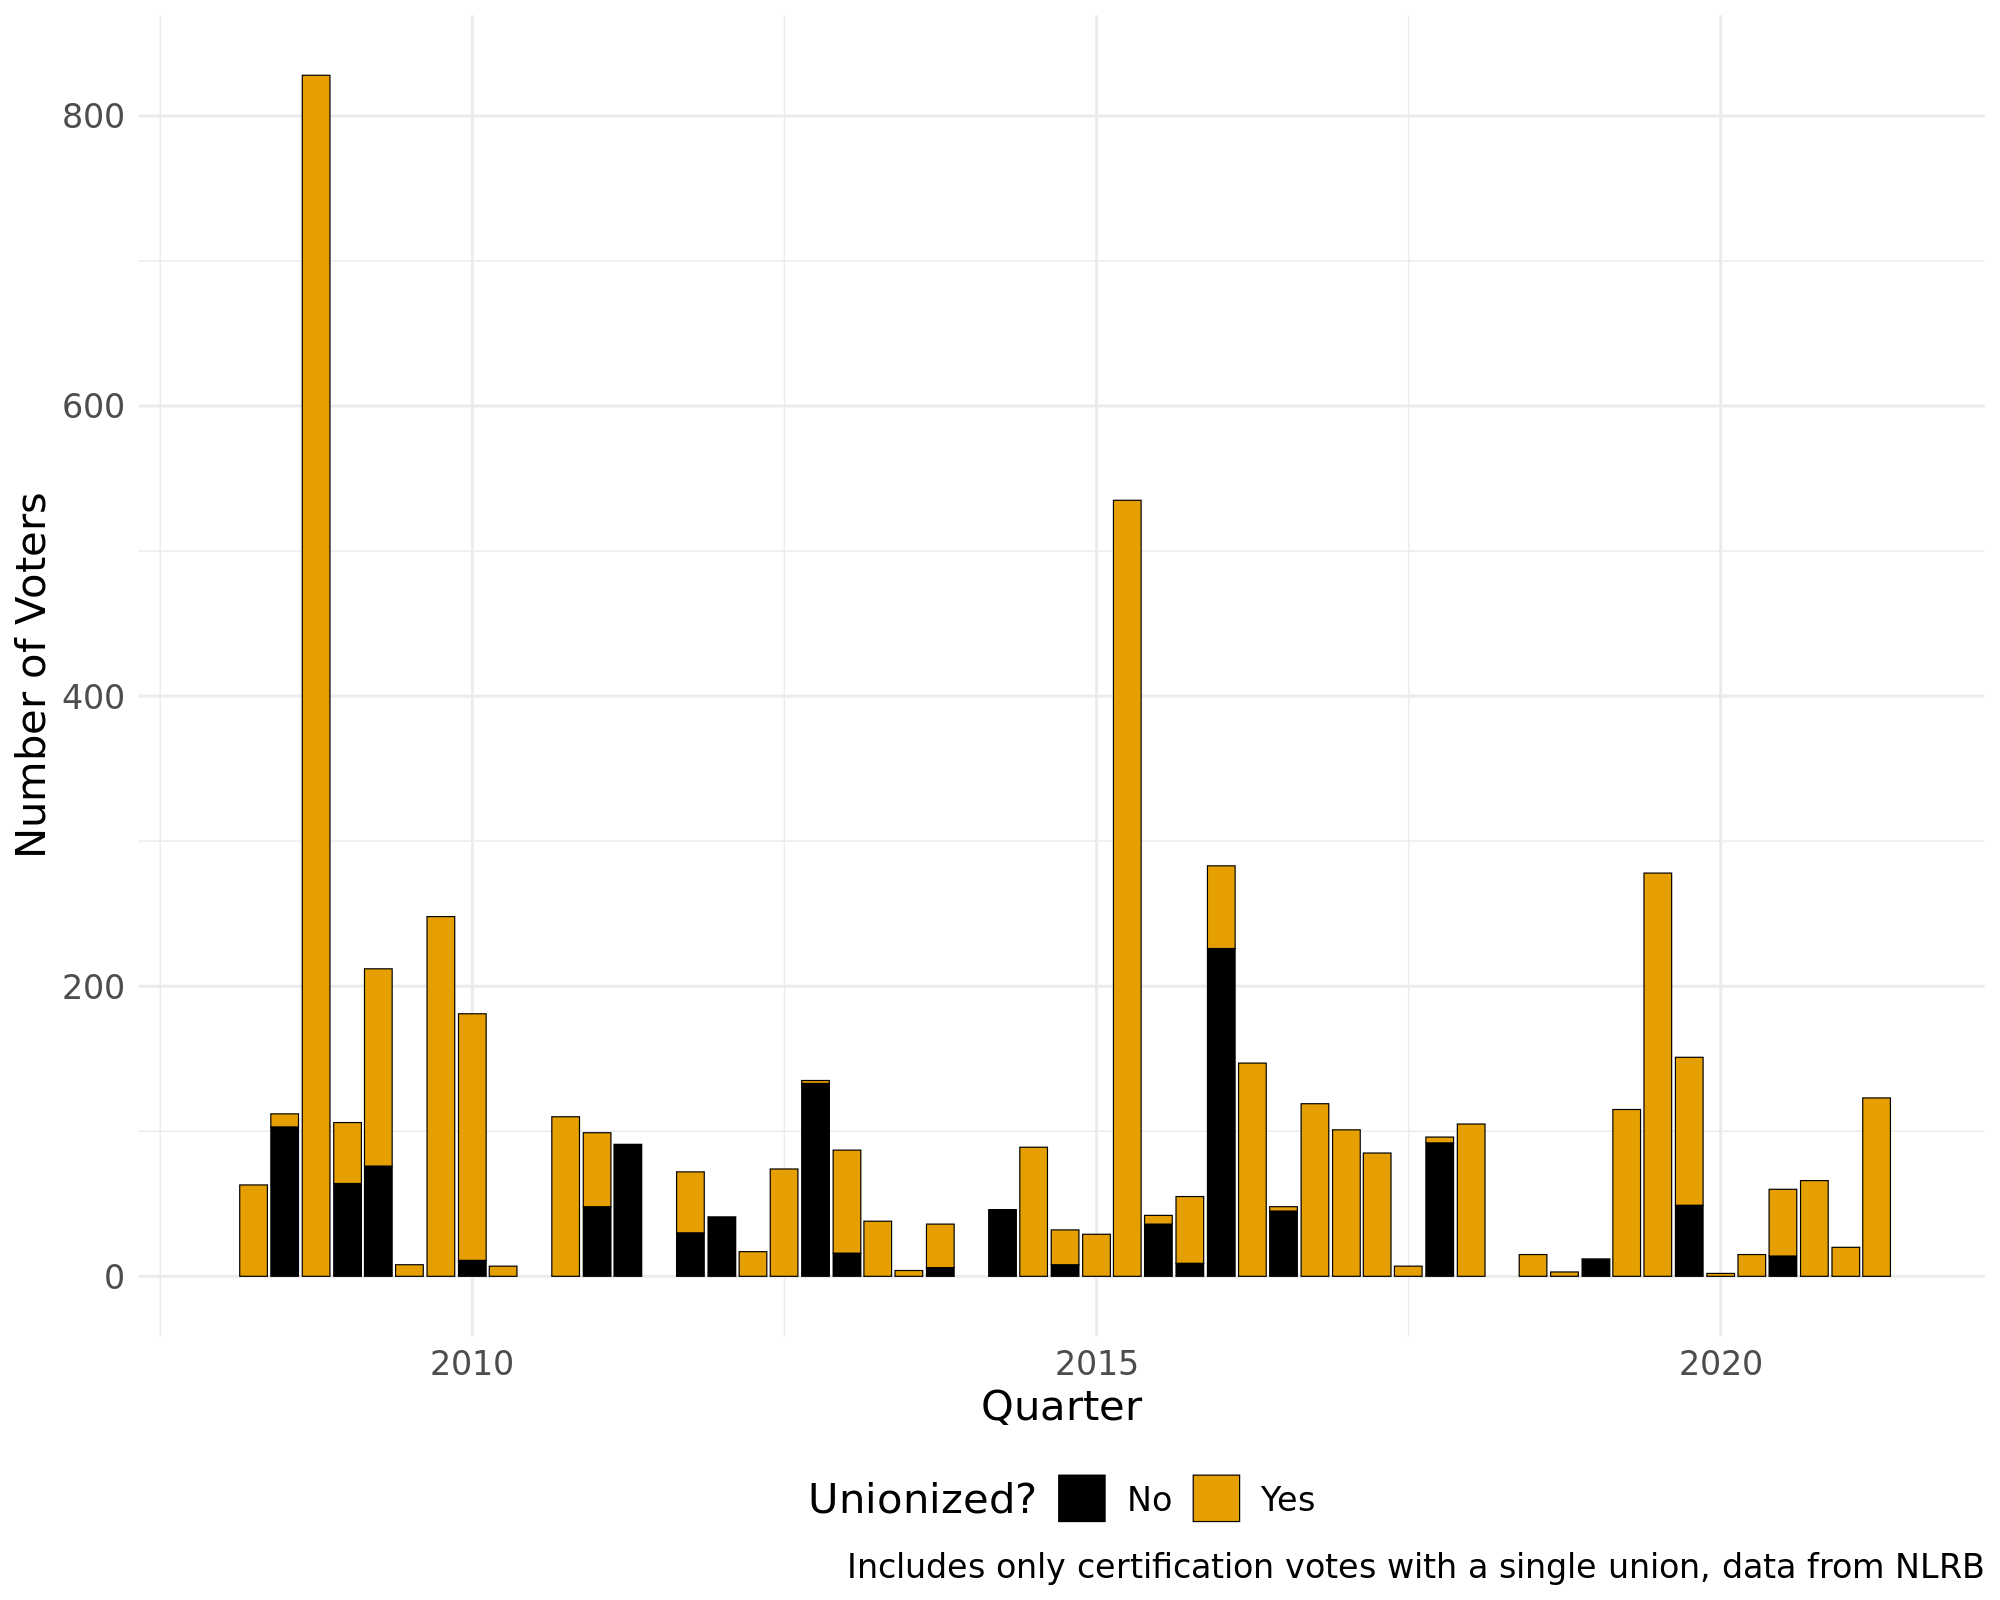 800
600
400
200
0
Number of Voters
2010 2015 2020
Quarter
Unionized? No Yes
Includes only certification votes with a single union, data from NLRB